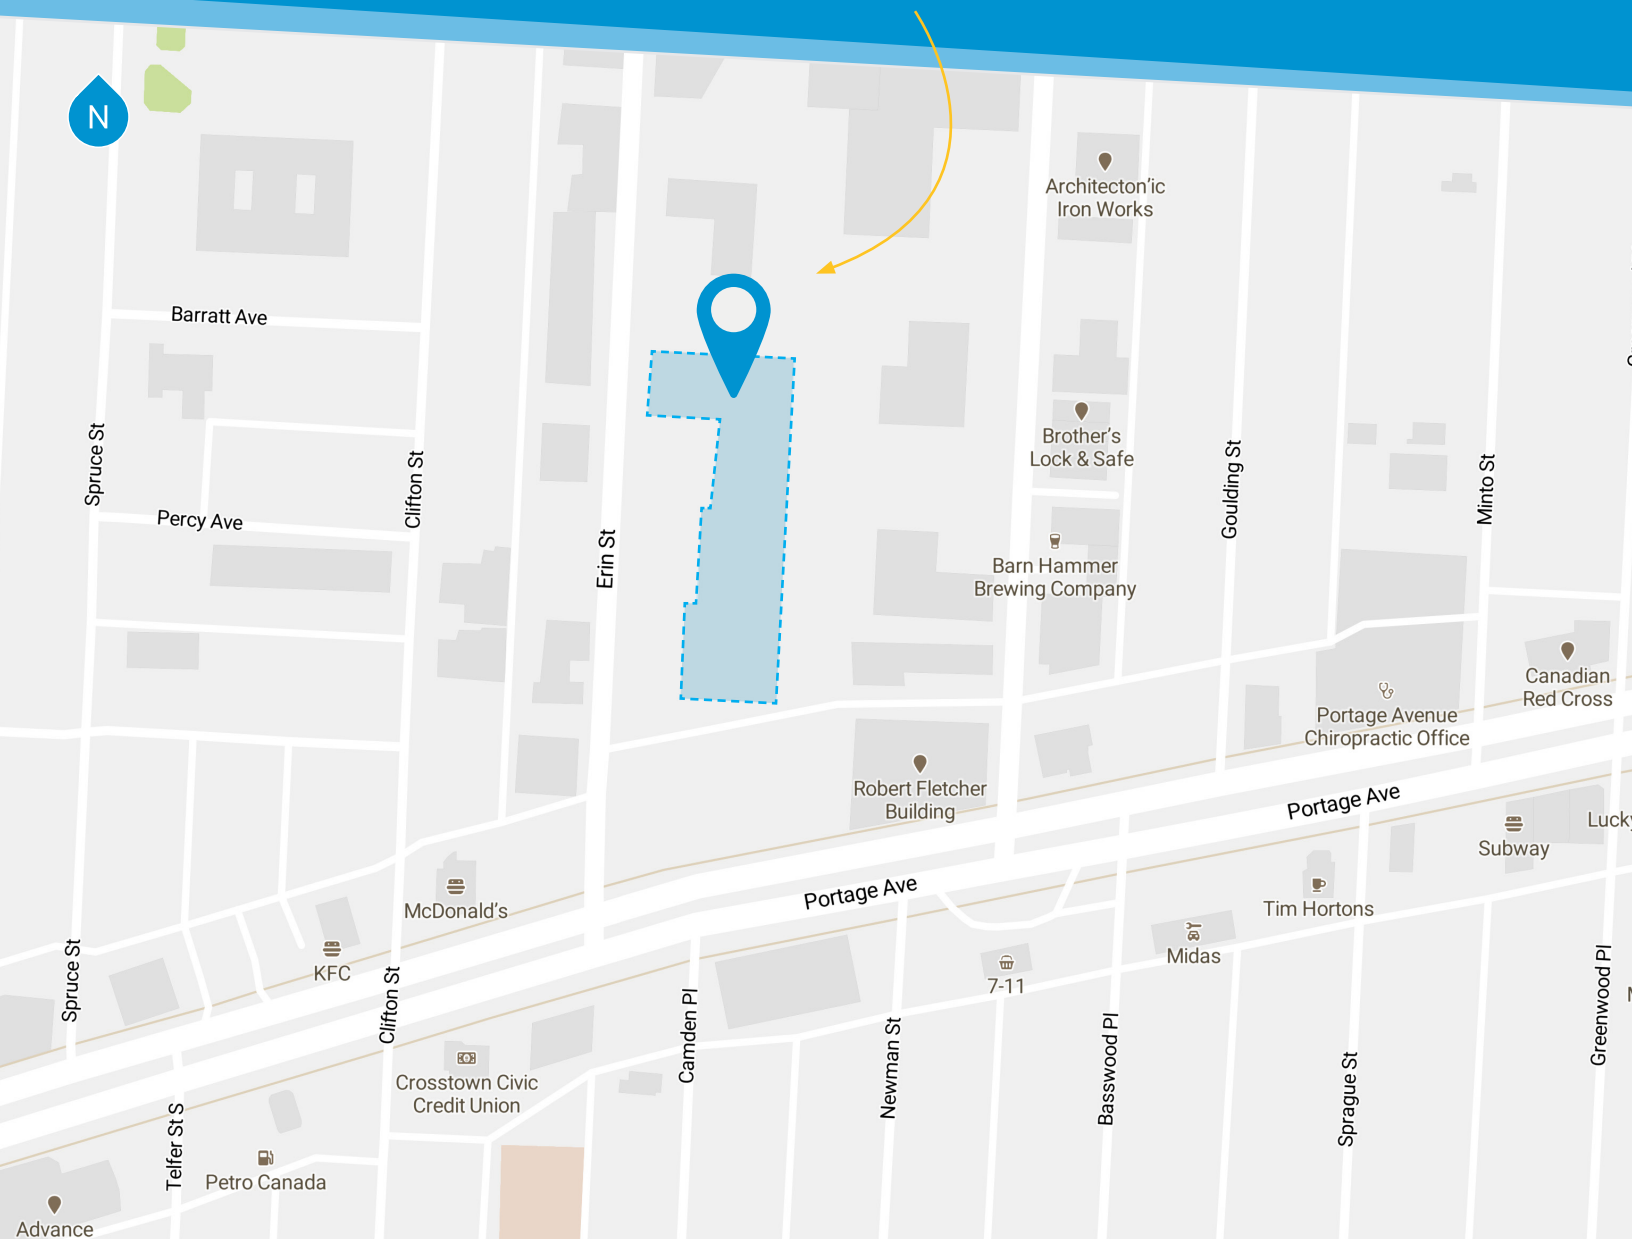 N
Architecton’ic
Iron Works
Barratt Ave
Brother’s
Lock & Safe
Spruce St
Clifton St
Goulding St
Minto St
Percy Ave
Erin St
Barn Hammer
Brewing Company
Canadian
Red Cross
Portage Avenue
Chiropractic Office
Robert Fletcher
Building
Portage Ave
Lucky
Subway
McDonald’s
Portage Ave
Tim Hortons
KFC
Midas
7-11
Spruce St
Clifton St
Camden Pl
Newman St
Basswood Pl
Sprague St
Greenwood Pl
Crosstown Civic
Credit Union
Telfer St S
Petro Canada
Advance